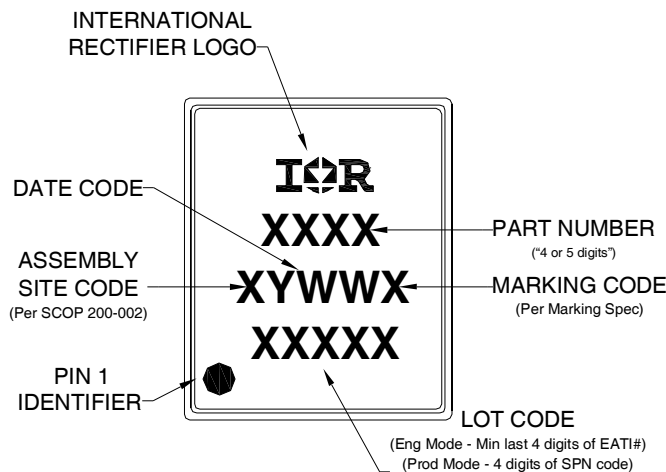 INTERNATIONAL
RECTIFIER LOGO
IOR
DATE CODE
XXXX
PART NUMBER
(“4 or 5 digits”)
ASSEMBLY
SITE CODE
(Per SCOP 200-002)
XYWWX
MARKING CODE
(Per Marking Spec)
XXXXX
PIN 1
IDENTIFIER
LOT CODE
(Eng Mode - Min last 4 digits of EATI#)
(Prod Mode - 4 digits of SPN code)